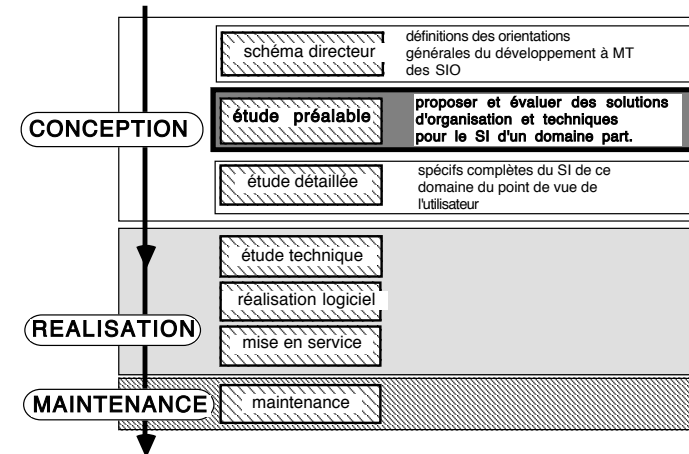 schéma directeur
définitions des orientations
générales du développement à MT
des SIO
CONCEPTION
étude préalable
proposer et évaluer des solutions
d'organisation et techniques
pour le SI d'un domaine part.
étude détaillée
spécifs complètes du SI de ce
domaine du point de vue de
l'utilisateur
étude technique
réalisation logiciel
REALISATION
mise en service
MAINTENANCE
maintenance